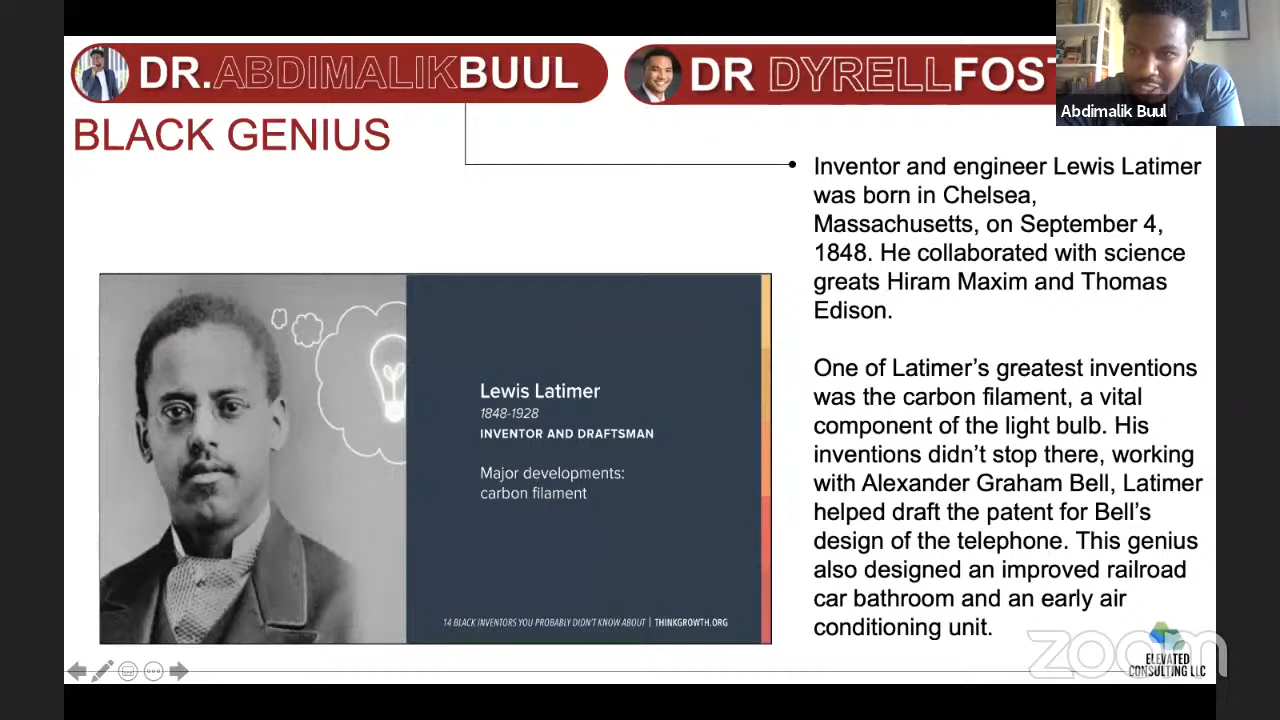 DR.ABDIMALIKBUUL
DR DYRELLFOST
Abdimalik Buul
BLACK GENIUS
Inventor and engineer Lewis Latimer
was born in Chelsea,
Massachusetts, on September 4,
1848. He collaborated with science
greats Hiram Maxim and Thomas
Edison.
One of Latimer’s greatest inventions
was the carbon filament, a vital
component of the light bulb. His
inventions didn’t stop there, working
with Alexander Graham Bell, Latimer
helped draft the patent for Bell’s
design of the telephone. This genius
also designed an improved railroad
car bathroom and an early air
conditioning unit.
Lewis Latimer
1848-1928
INVENTOR AND DRAFTSMAN
Major developments:
carbon filament
14 BLACK INVENTORS YOU PROBABLY DIDN'T KNOW ABOUT | THINKGROWTH.ORG
zoom
ELEVATED
CONSULTING LLC